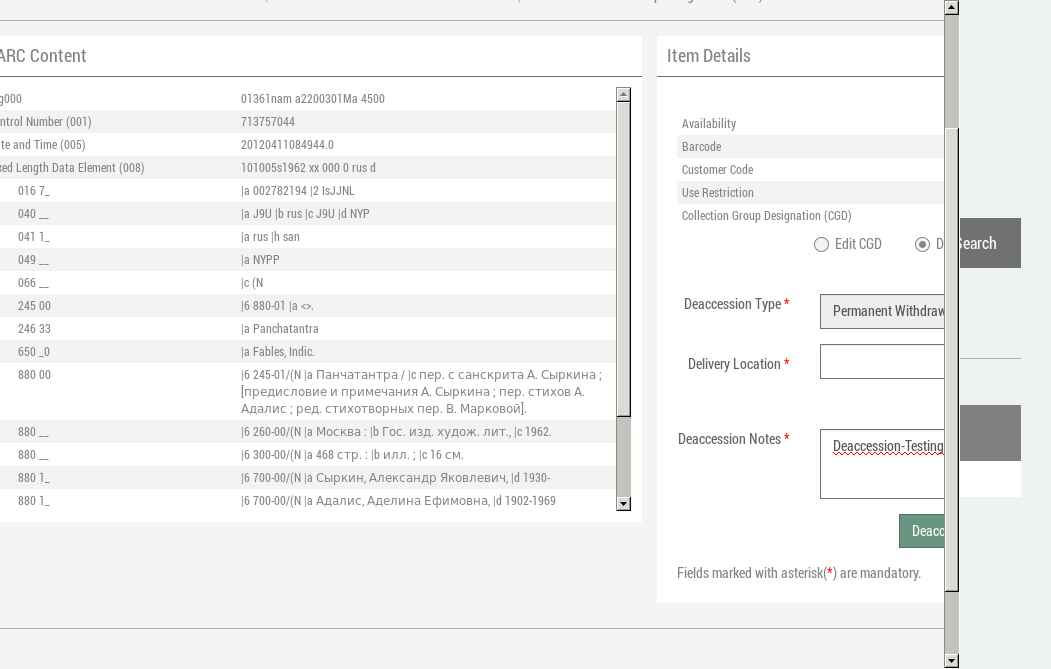 ARC Content
Item Details
g000 01361nam a2200301Ma 4500
ntrol Number (001) 713757044
te and Time (005) 20120411084944.0
xed Length Data Element (008) 101005s1962 xx 000 0 rus d
016 7_ |a 002782194 |2 IsJJNL
040 __ |a J9U |b rus |c J9U |d NYP
041 1_ |a rus |h san
049 __ |a NYPP
066 __ |c (N
245 00 |6 880-01 |a <>.
246 33 |a Panchatantra
650 _0 |a Fables, Indic.
880 00 |6 245-01/(N |a Панчатантра / |c пер. с санскрита А. Сыркина ;
[предисловие и примечания А. Сыркина ; пер. стихов А.
Адалис ; ред. стихотворных пер. В. Марковой].
880 __ |6 260-00/(N |a Москва : |b Гос. изд. худож. лит., |c 1962.
880 __ |6 300-00/(N |a 468 стр. : |b илл. ; |c 16 см.
880 1_ |6 700-00/(N |a Сыркин, Александр Яковлевич, |d 1930-
880 1_ |6 700-00/(N |a Адалис, Аделина Ефимовна, |d 1902-1969
Availability
Barcode
Customer Code
Use Restriction
Collection Group Designation (CGD)
Edit CGD D
Search
Deaccession Type * Permanent Withdraw
Delivery Location *
Deaccession Notes * Deaccession-Testing
Deacc
Fields marked with asterisk(*) are mandatory.